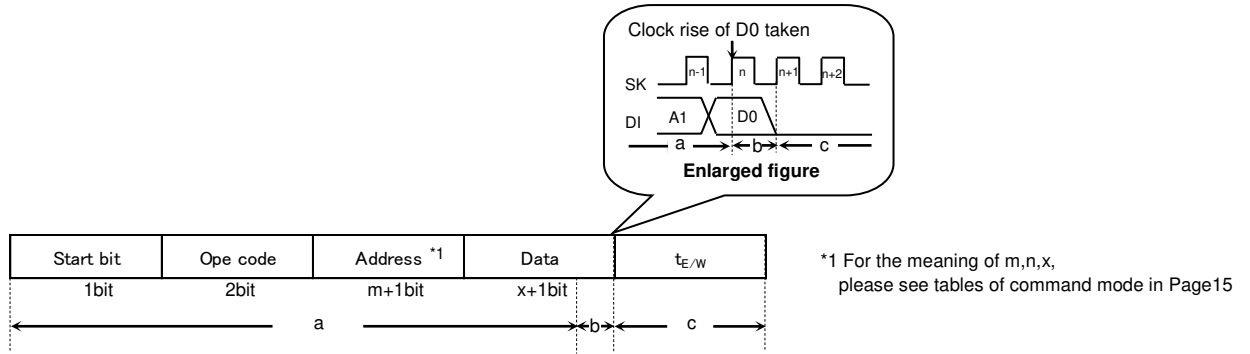 Clock rise of D0 taken
SK n-1 n n+1 n+2
DI A1 D0
a b c
Enlarged figure
Start bit Ope code Address *1 Data tE/W
1bit 2bit m+1bit x+1bit
a b c
*1 For the meaning of m,n,x,
please see tables of command mode in Page15